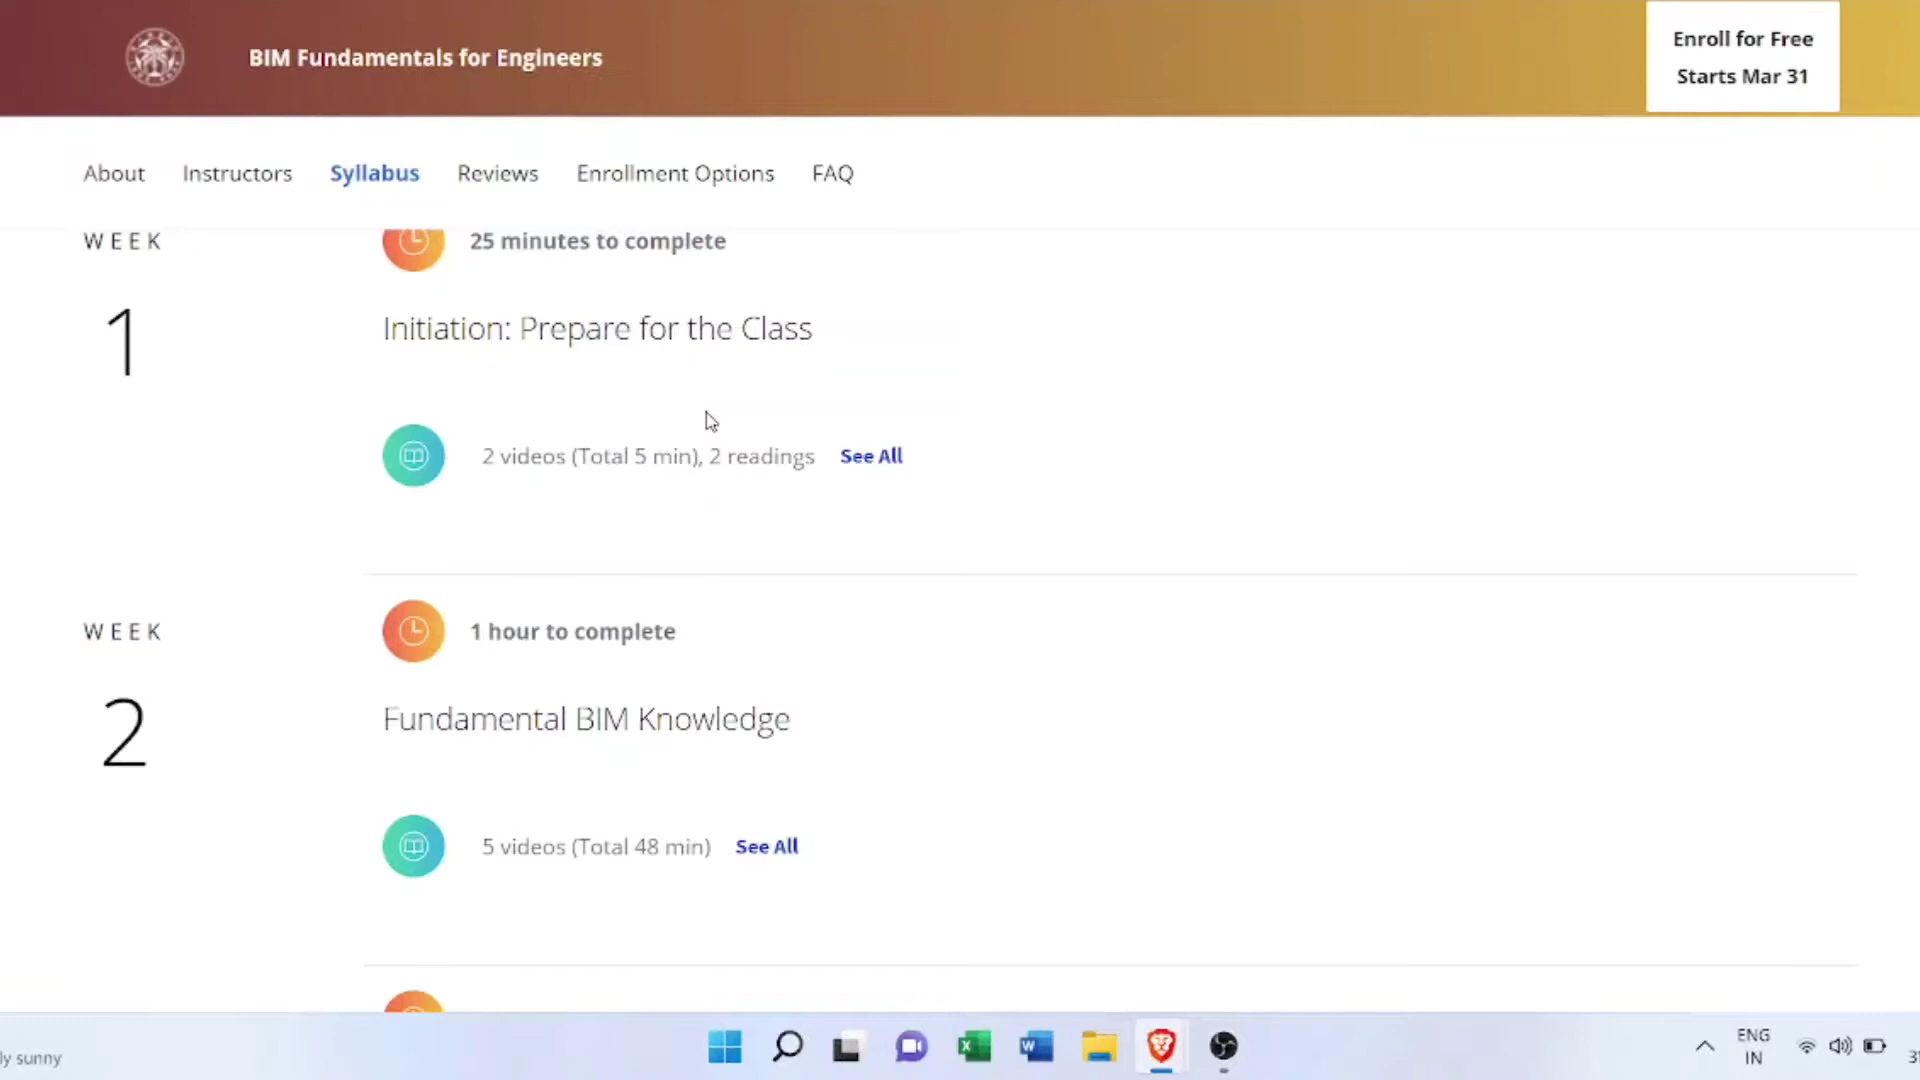 BIM Fundamentals for Engineers
Enroll for Free
Starts Mar 31
About Instructors Syllabus Reviews Enrollment Options FAQ
WEEK
1
25 minutes to complete
Initiation: Prepare for the Class
2 videos (Total 5 min), 2 readings See All
WEEK
2
1 hour to complete
Fundamental BIM Knowledge
5 videos (Total 48 min) See All
ly sunny
ENG
IN